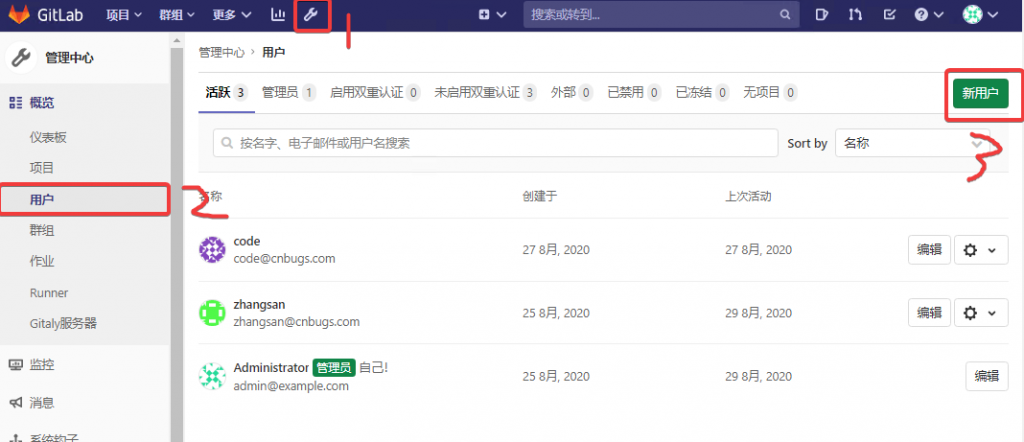 GitLab 项目 群组 更多 搜索或转到... 1
管理中心
管理中心 › 用户
概览
仪表板
项目
用户
群组
作业
Runner
Gitaly服务器
监控
消息
系统钩子
活跃 3 管理员 1 启用双重认证 0 未启用双重认证 3 外部 0 已禁用 0 已冻结 0 无项目 0 新用户
按名字、电子邮件或用户名搜索 Sort by 名称 3
2 名称 创建于 上次活动
code
code@cnbugs.com
27 8月, 2020 27 8月, 2020 编辑
zhangsan
zhangsan@cnbugs.com
25 8月, 2020 29 8月, 2020 编辑
Administrator 管理员 自己!
admin@example.com
25 8月, 2020 29 8月, 2020 编辑